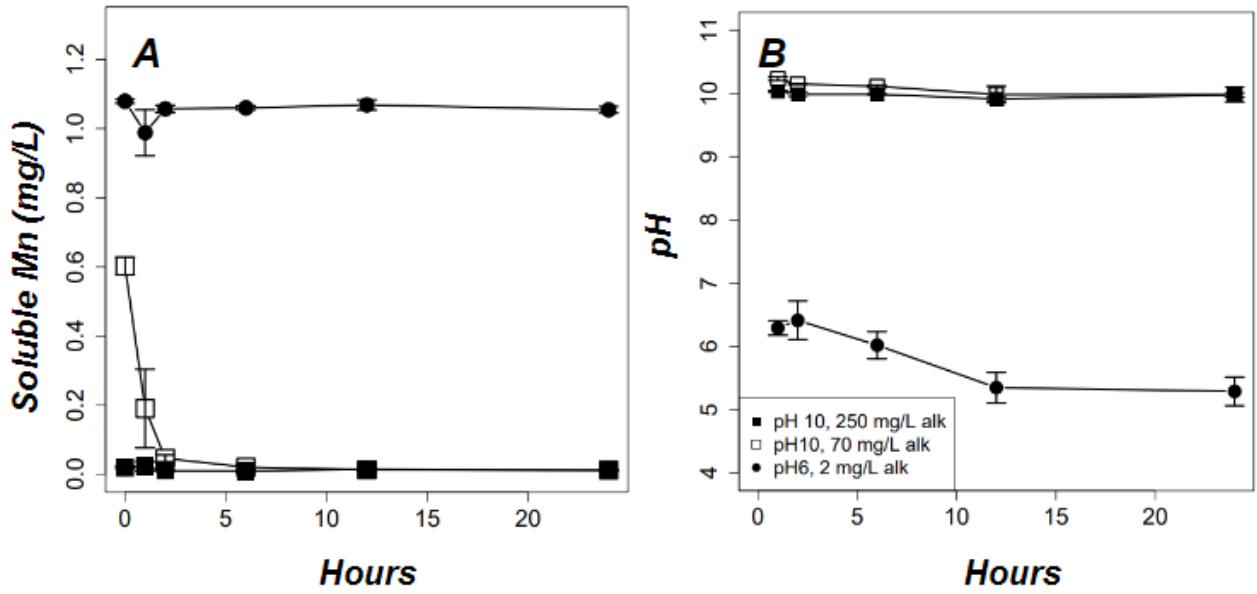 A
Soluble Mn (mg/L)
1.2
1.0
0.8
0.6
0.4
0.2
0.0
0 5 10 15 20
Hours
B
pH
11
10
9
8
7
6
5
4
pH 10, 250 mg/L alk
pH10, 70 mg/L alk
pH6, 2 mg/L alk
0 5 10 15 20
Hours